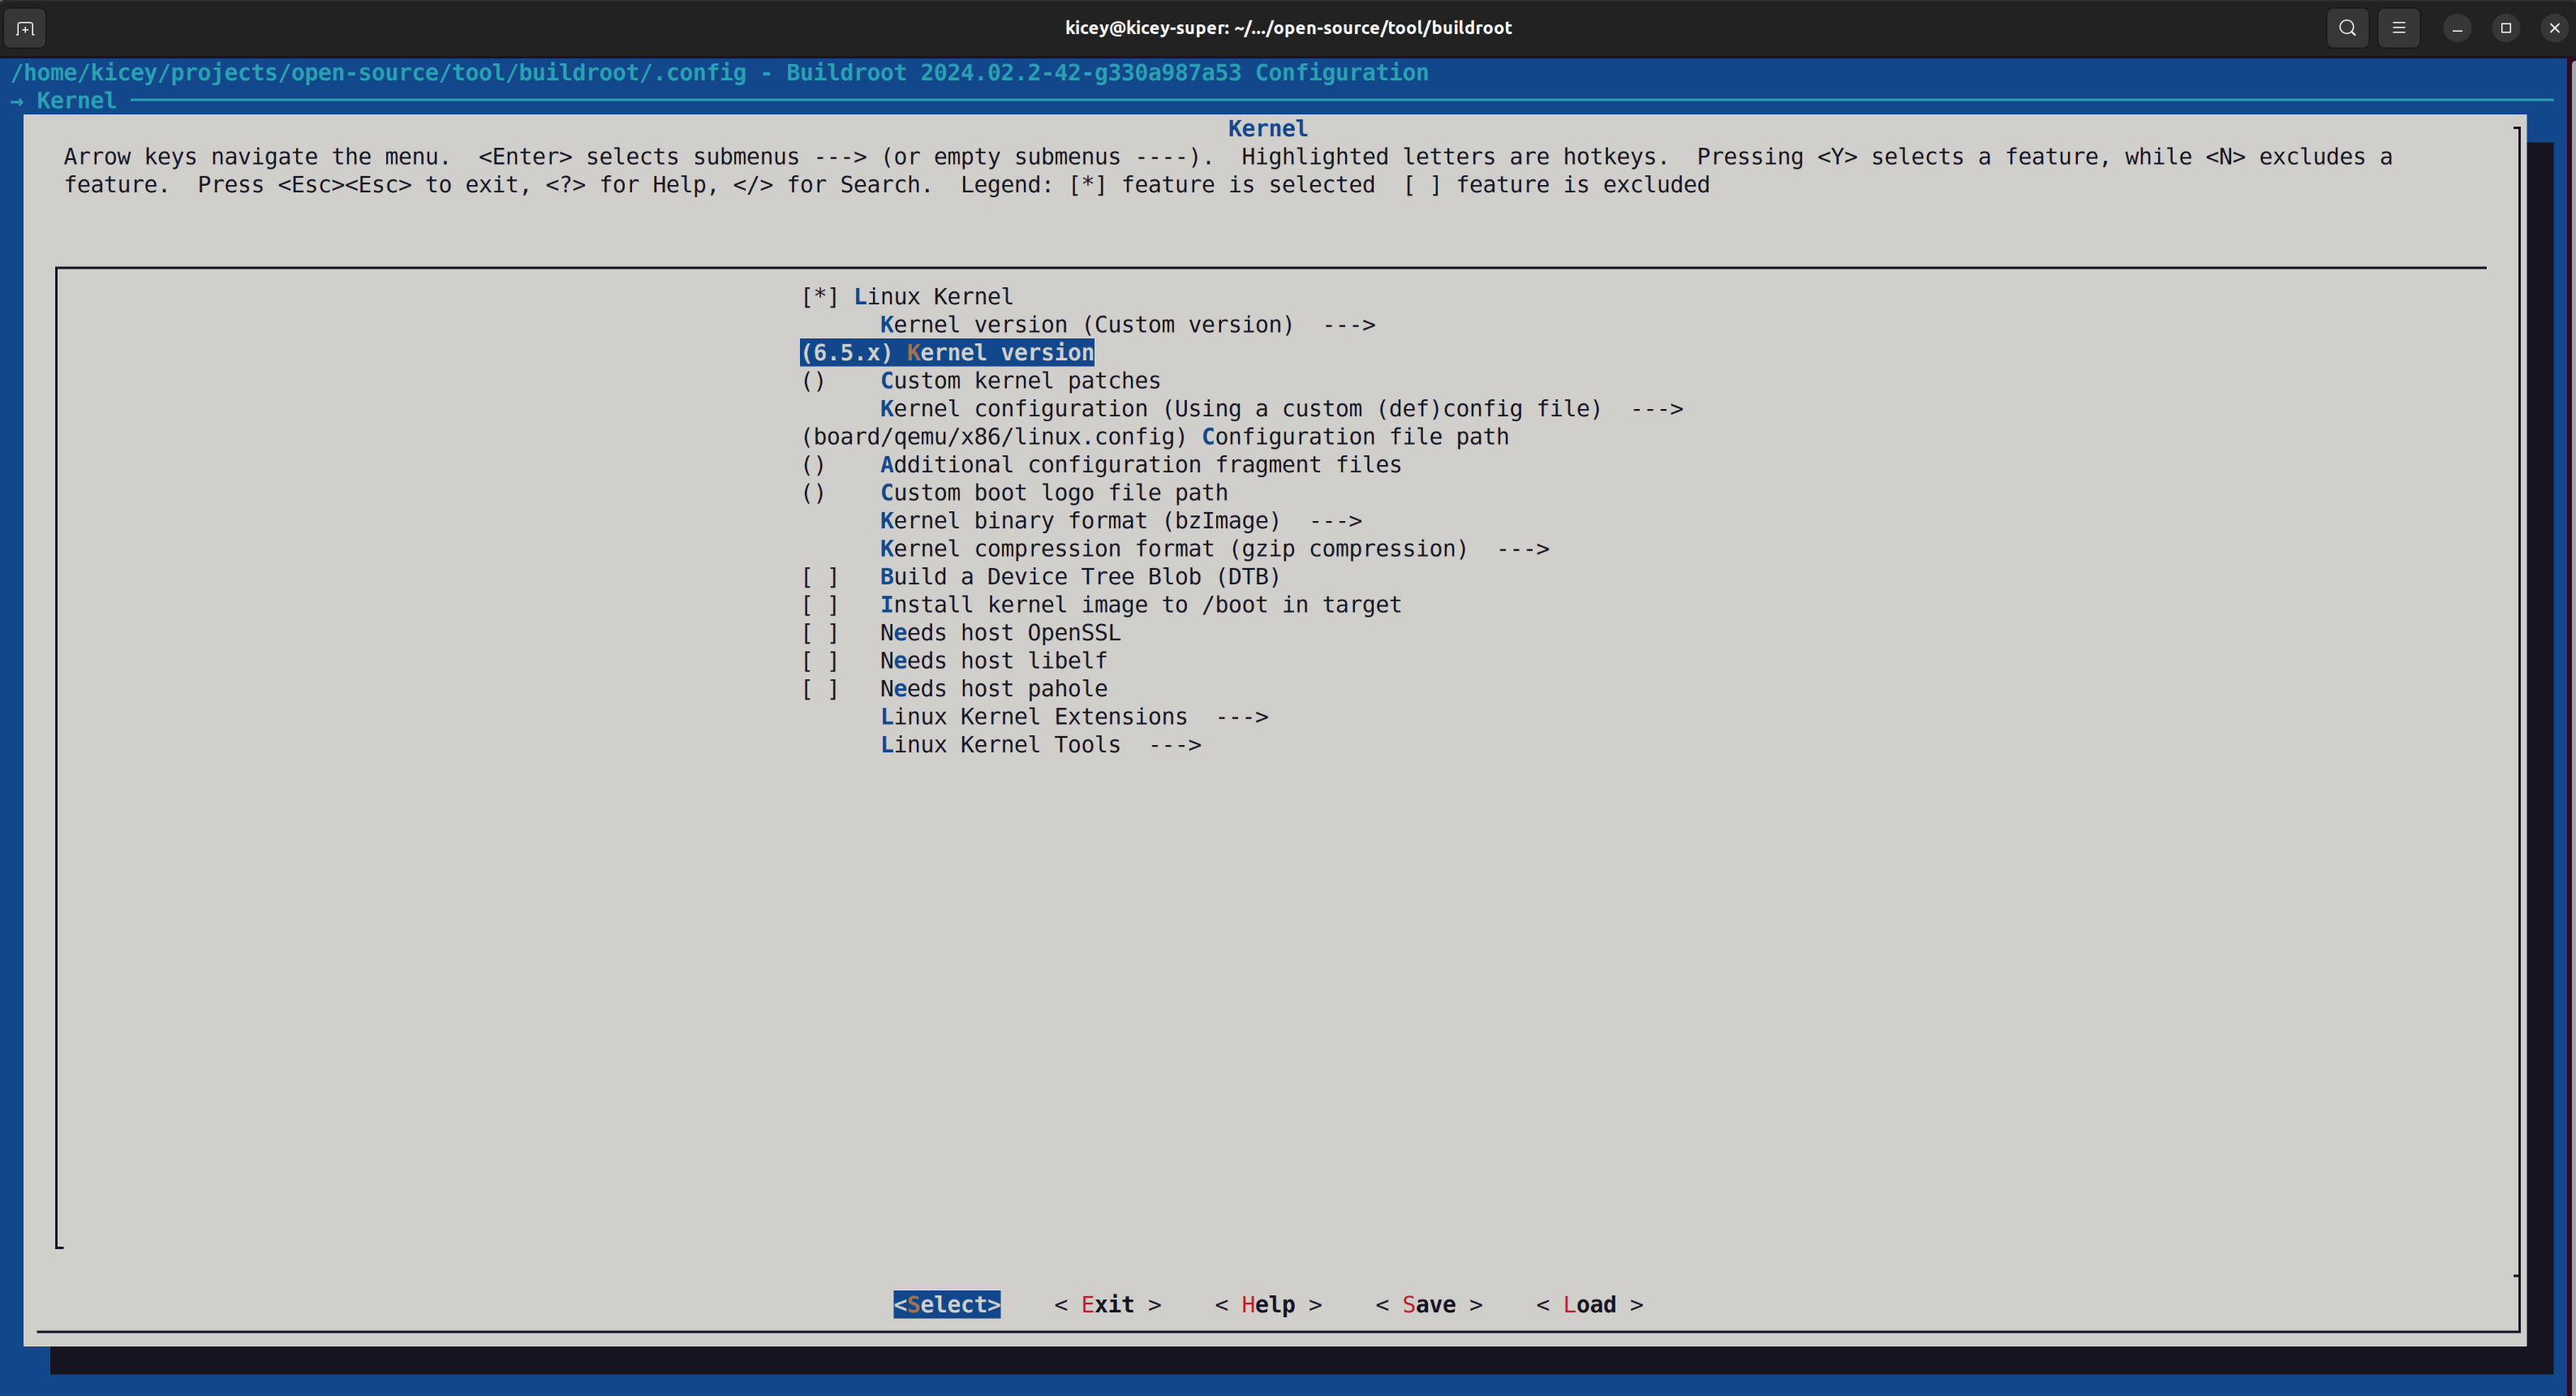 kicey@kicey-super: ~/.../open-source/tool/buildroot
/home/kicey/projects/open-source/tool/buildroot/.config - Buildroot 2024.02.2-42-g330a987a53 Configuration
→ Kernel
Kernel
Arrow keys navigate the menu.  <Enter> selects submenus ---> (or empty submenus ----).  Highlighted letters are hotkeys.  Pressing <Y> selects a feature, while <N> excludes a
feature.  Press <Esc><Esc> to exit, <?> for Help, </> for Search.  Legend: [*] feature is selected  [ ] feature is excluded
[*] Linux Kernel
Kernel version (Custom version)  --->
(6.5.x) Kernel version
()    Custom kernel patches
Kernel configuration (Using a custom (def)config file)  --->
(board/qemu/x86/linux.config) Configuration file path
()    Additional configuration fragment files
()    Custom boot logo file path
Kernel binary format (bzImage)  --->
Kernel compression format (gzip compression)  --->
[ ]   Build a Device Tree Blob (DTB)
[ ]   Install kernel image to /boot in target
[ ]   Needs host OpenSSL
[ ]   Needs host libelf
[ ]   Needs host pahole
Linux Kernel Extensions  --->
Linux Kernel Tools  --->
<Select>    < Exit >    < Help >    < Save >    < Load >